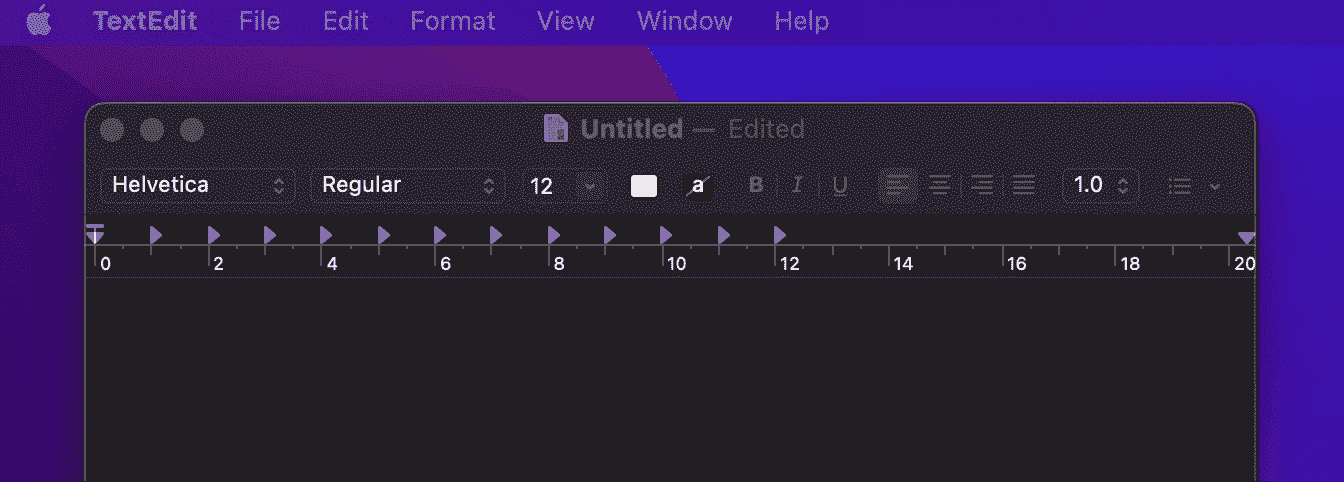 TextEdit File Edit Format View Window Help
Untitled — Edited
Helvetica Regular 12 a B I U 1.0
0 2 4 6 8 10 12 14 16 18 20